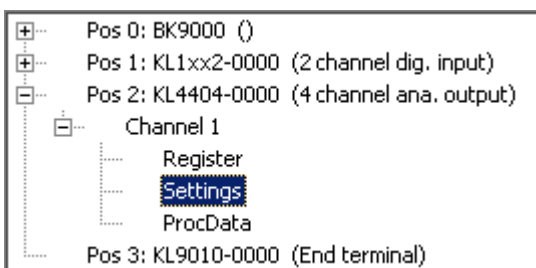 Pos 0: BK9000 ()
Pos 1: KL1xx2-0000 (2 channel dig. input)
Pos 2: KL4404-0000 (4 channel ana. output)
Channel 1
Register
Settings
ProcData
Pos 3: KL9010-0000 (End terminal)